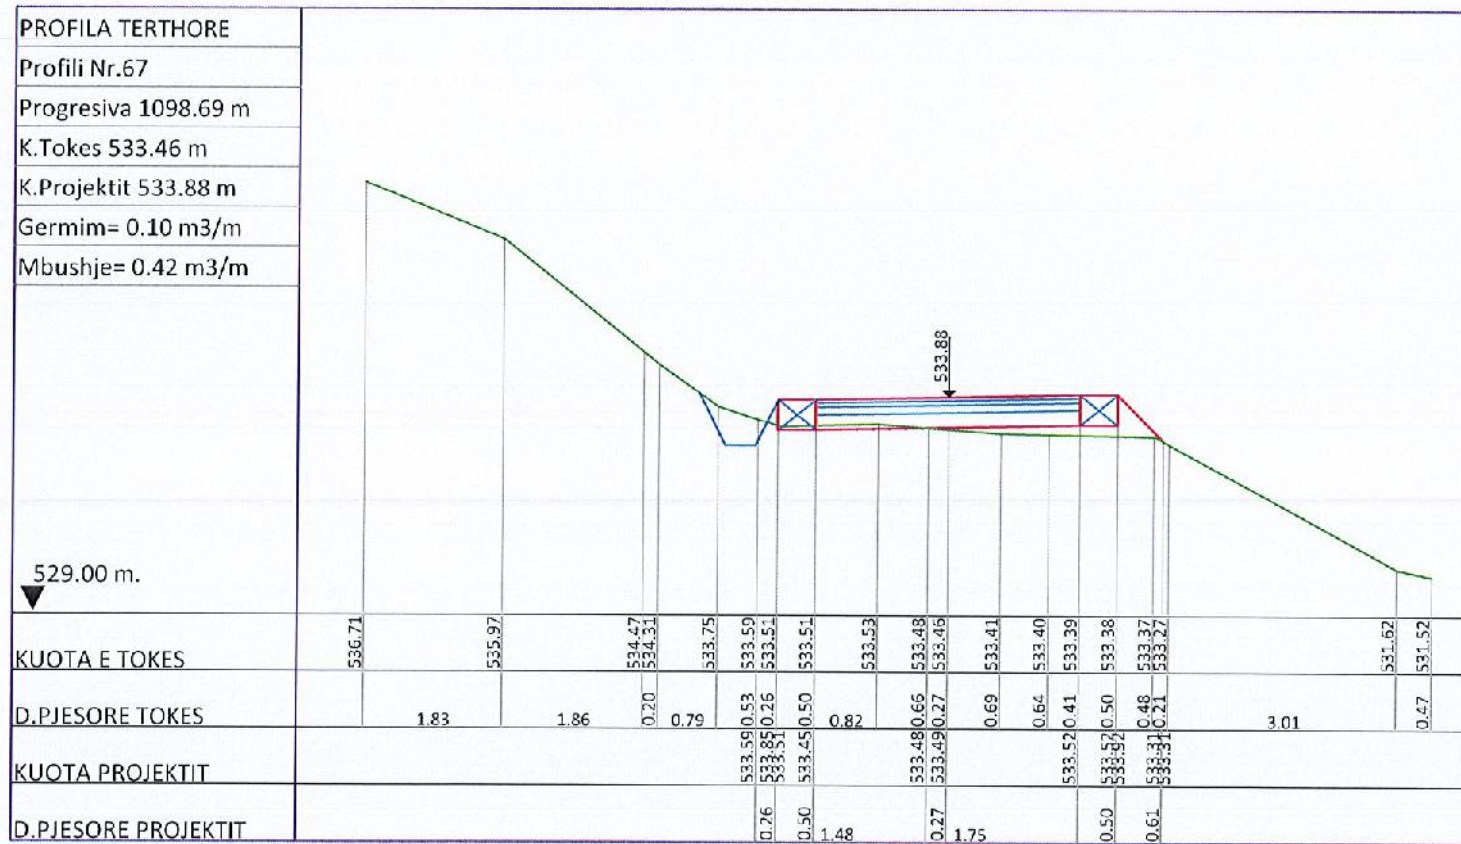 PROFILA TERTHORE
Profili Nr.67
Progresiva 1098.69 m
K.Tokes 533.46 m
K.Projektit 533.88 m
Germim= 0.10 m3/m
Mbushje= 0.42 m3/m
533.88
529.00 m.
KUOTA E TOKES 536.71 535.97 534.47 534.31 533.75 533.59 533.51 533.51 533.53 533.48 533.46 533.41 533.40 533.39 533.38 533.37 533.27 531.62 531.52
D.PJESORE TOKES 1.83 1.86 0.20 0.79 0.53 0.26 0.50 0.82 0.66 0.27 0.69 0.64 0.41 0.50 0.48 0.21 3.01 0.47
KUOTA PROJEKTIT 533.59 533.85 533.51 533.45 533.48 533.49 533.52 533.52
D.PJESORE PROJEKTIT 0.26 0.50 1.48 0.27 1.75 0.50 0.61